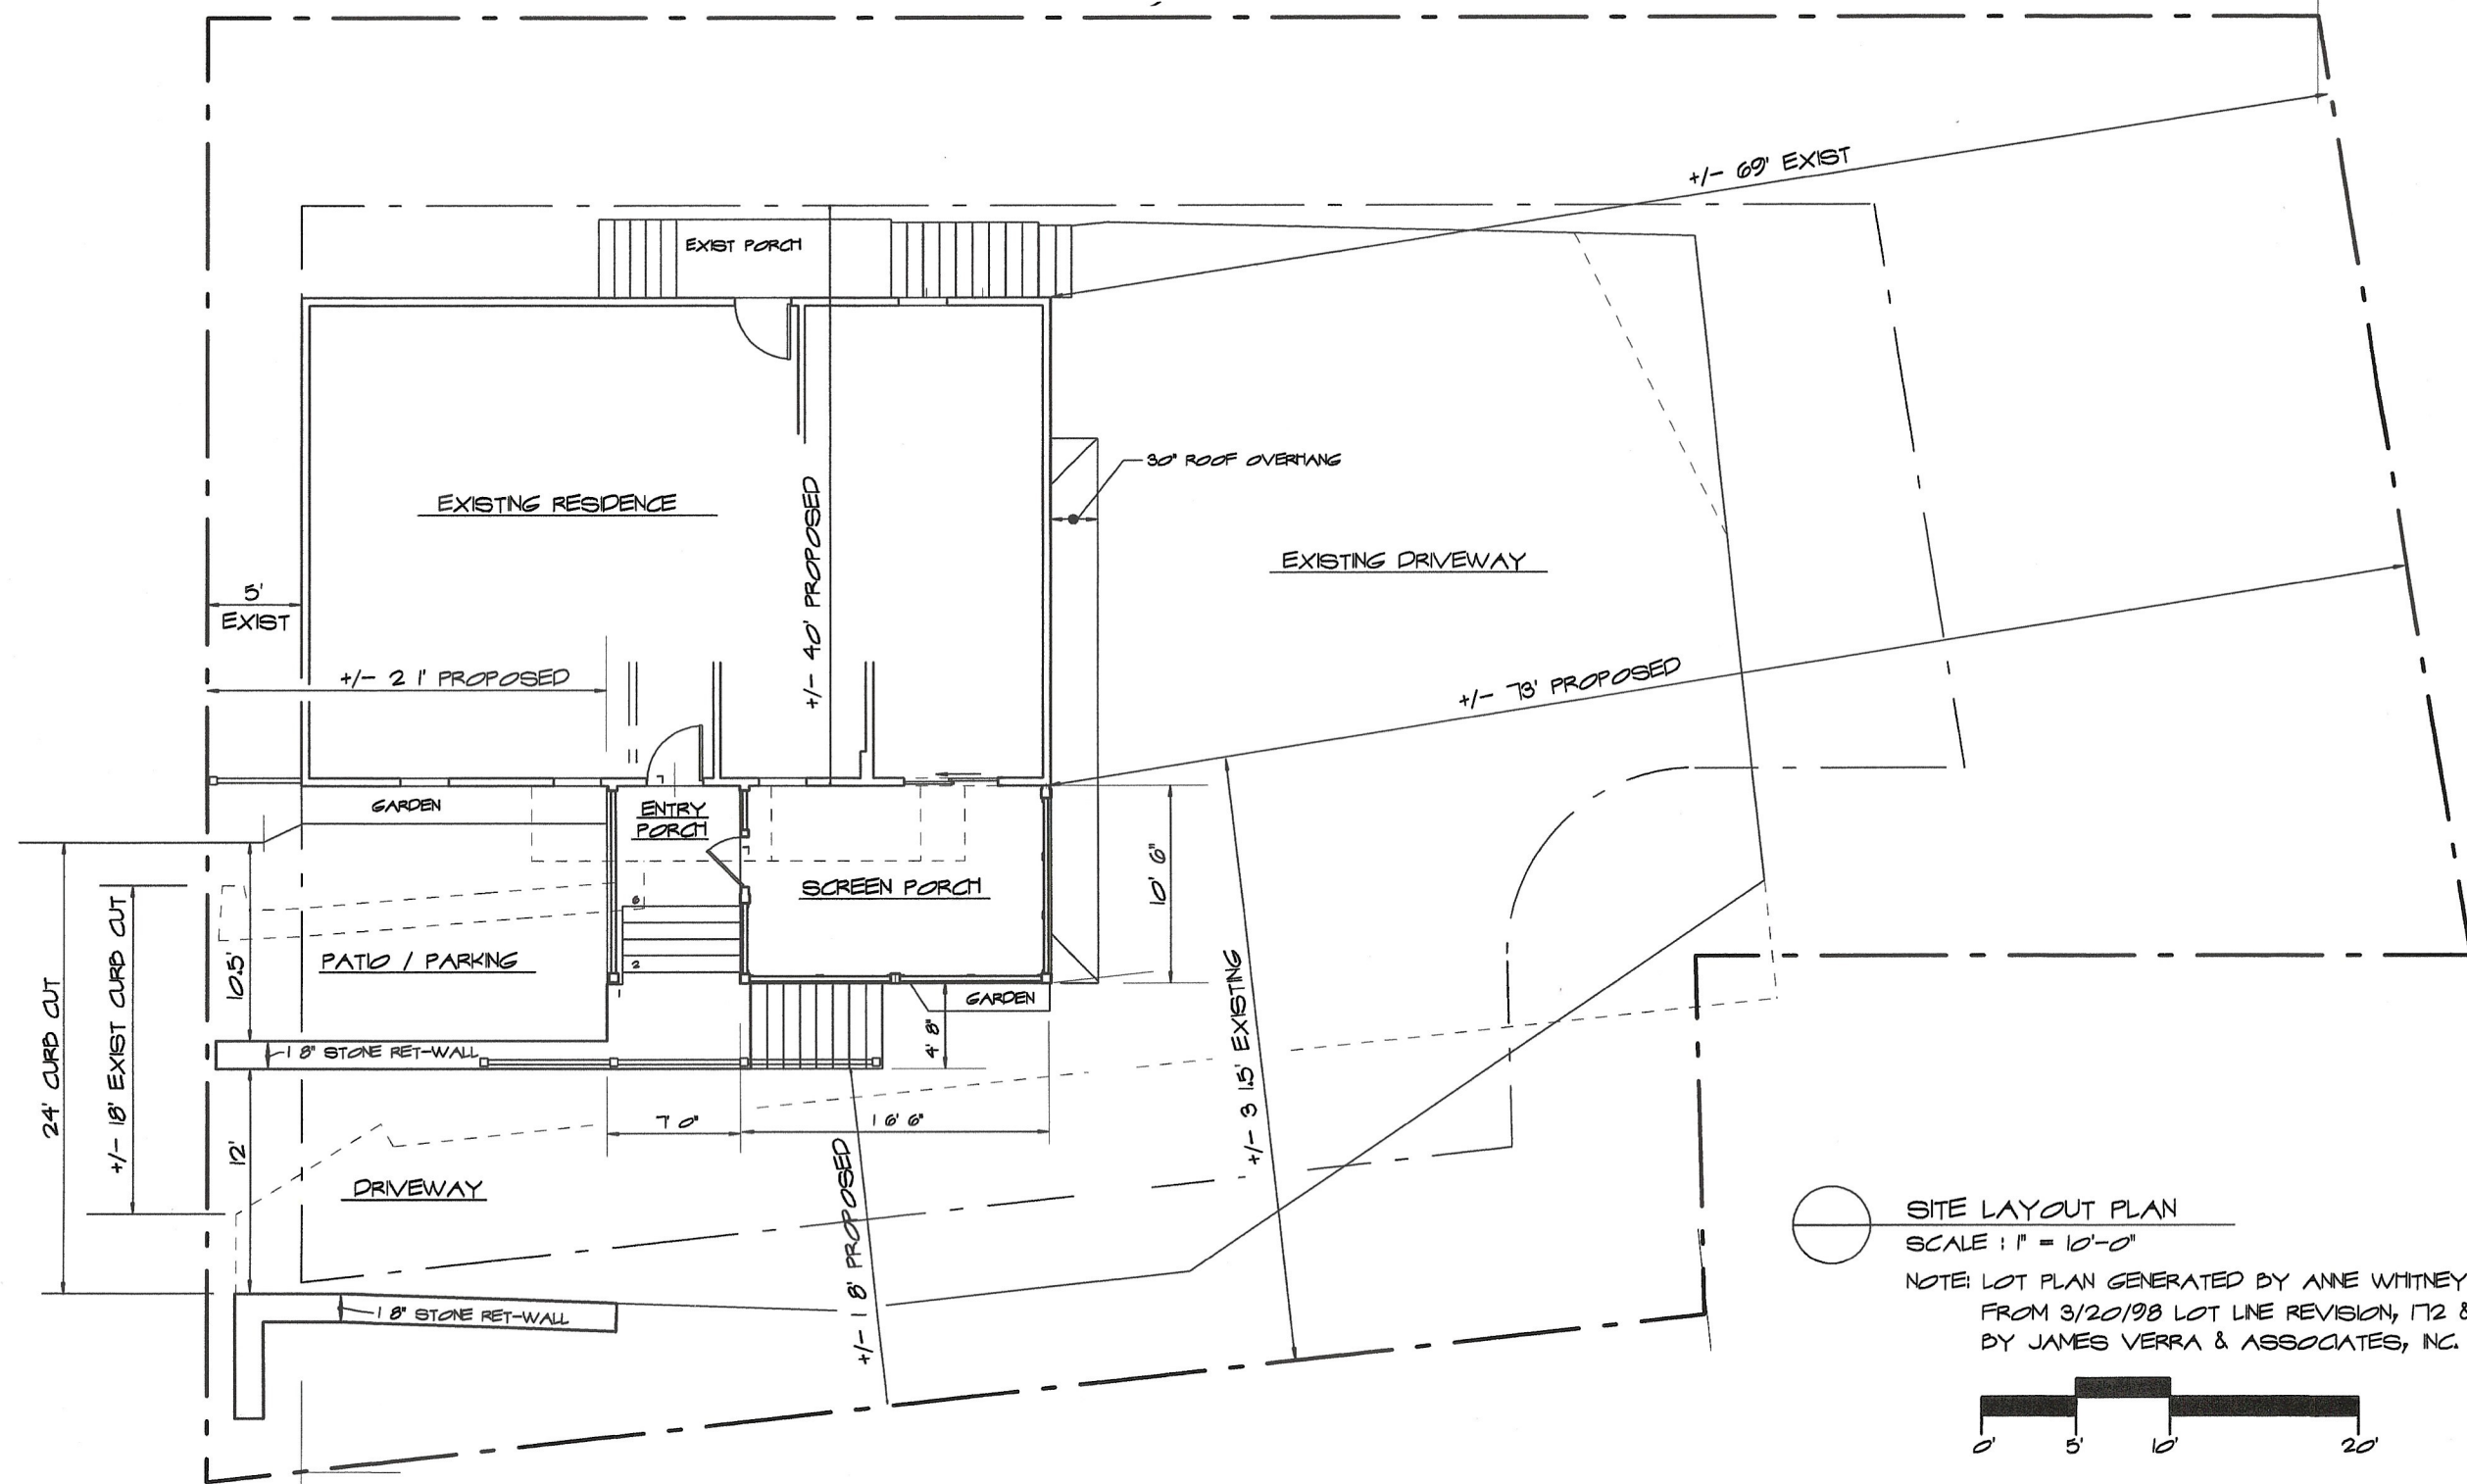 +/- 69' EXIST
EXIST PORCH
30" ROOF OVERHANG
EXISTING RESIDENCE
+/- 40' PROPOSED
EXISTING DRIVEWAY
5'
EXIST
+/- 21' PROPOSED
+/- 73' PROPOSED
GARDEN
ENTRY
PORCH
SCREEN PORCH
10' 6"
6
2
1
PATIO / PARKING
10.5'
24' CURB CUT
+/- 18' EXIST CURB CUT
GARDEN
4' 8"
+/- 31.5' EXISTING
18" STONE RET-WALL
7' 0"
16' 6"
12'
+/- 18' PROPOSED
DRIVEWAY
18" STONE RET-WALL
SITE LAYOUT PLAN
SCALE : 1" = 10'-0"
NOTE: LOT PLAN GENERATED BY ANNE WHITNEY
FROM 3/20/98 LOT LINE REVISION, 172 &
BY JAMES VERRA & ASSOCIATES, INC.
0' 5' 10' 20'